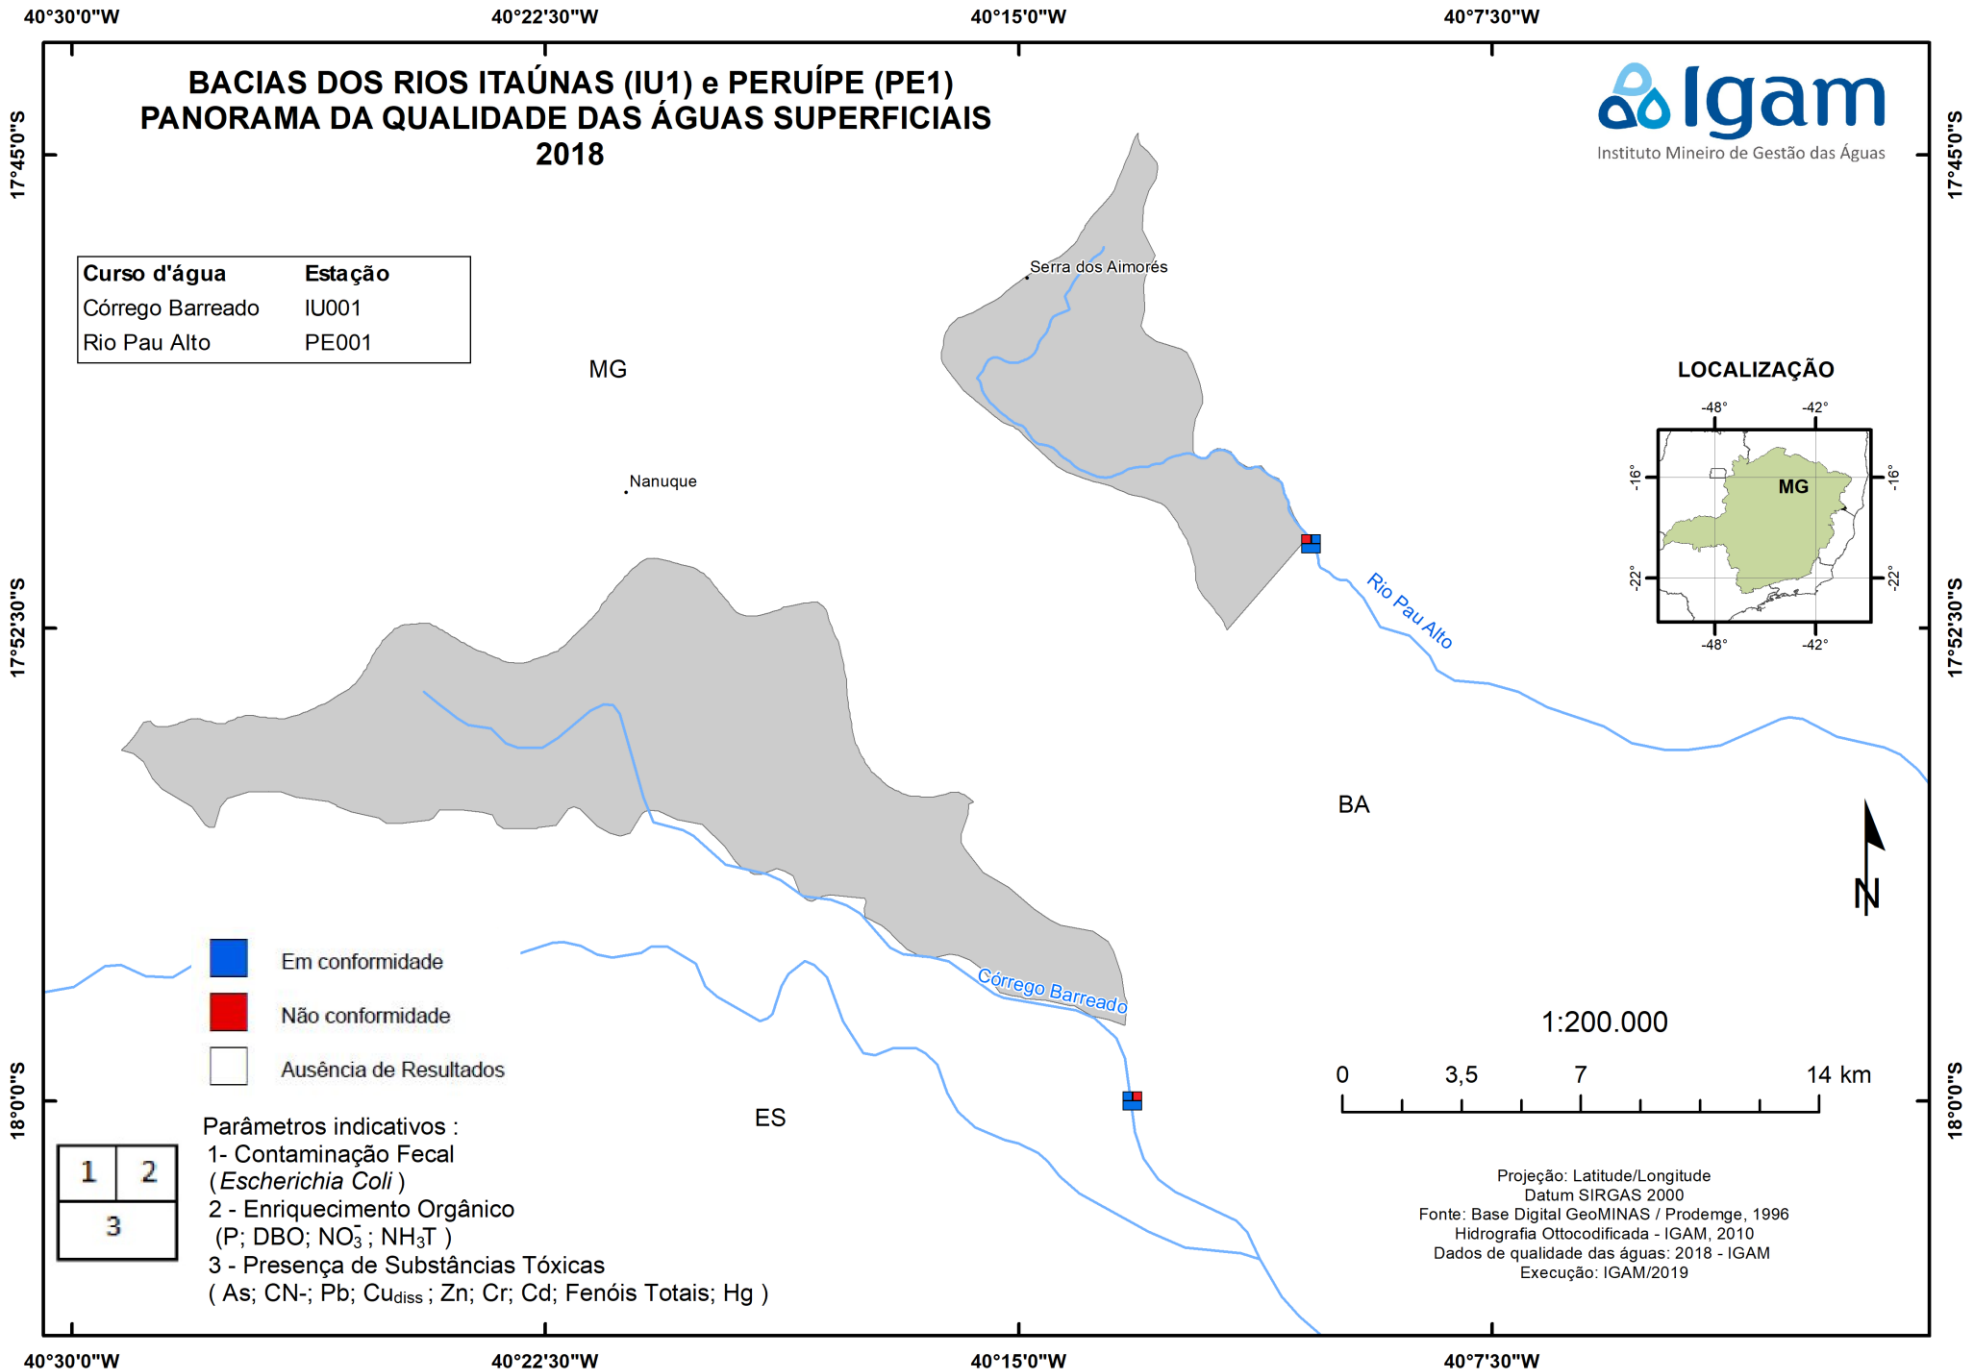 40°30'0"W 40°22'30"W 40°15'0"W 40°7'30"W
BACIAS DOS RIOS ITAÚNAS (IU1) e PERUÍPE (PE1)
PANORAMA DA QUALIDADE DAS ÁGUAS SUPERFICIAIS
2018
Igam
Instituto Mineiro de Gestão das Águas
17°45'0"S
17°45'0"S
Curso d'água Estação
Córrego Barreado IU001
Rio Pau Alto PE001
Serra dos Aimorés
MG
Nanuque
LOCALIZAÇÃO
-48° -42°
-16° MG -16°
-22° -22°
-48° -42°
Rio Pau Alto
17°52'30"S
17°52'30"S
BA
N
Córrego Barreado
Em conformidade
Não conformidade
Ausência de Resultados
1:200.000
0 3,5 7 14 km
18°0'0"S
18°0'0"S
ES
1 2
3
Parâmetros indicativos :
1- Contaminação Fecal
(Escherichia Coli )
2 - Enriquecimento Orgânico
(P; DBO; NO₃⁻ ; NH₃T )
3 - Presença de Substâncias Tóxicas
( As; CN-; Pb; Cudiss ; Zn; Cr; Cd; Fenóis Totais; Hg )
Projeção: Latitude/Longitude
Datum SIRGAS 2000
Fonte: Base Digital GeoMINAS / Prodemge, 1996
Hidrografia Ottocodificada - IGAM, 2010
Dados de qualidade das águas: 2018 - IGAM
Execução: IGAM/2019
40°30'0"W 40°22'30"W 40°15'0"W 40°7'30"W